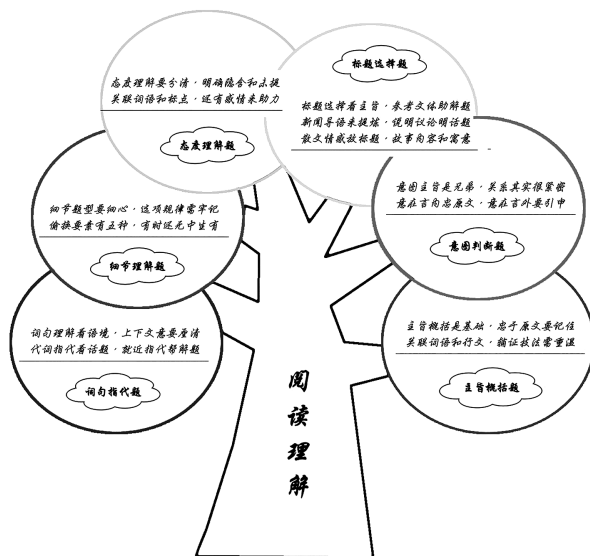 态度理解要分清，明确隐含和点提
关联词语和标点，还有感情来助力
态度理解题
标题选择题
标题选择看主旨，参考文体助解题
新闻导语来提炼，说明议论明话题
散文情感放标题，故事内容和寓意
细节题型要细心，选项规律需牢记
偷换要素有五种，有时还无中生有
细节理解题
意图主旨是兄弟，关系其实很紧密
意在言内忠原文，意在言外要引申
意图判断题
词句理解看语境，上下文意要厘清
代词指代看话题，就近指代帮解题
词句指代题
主旨概括是基础，忠于原文要记住
关联词语和行文，论证技法常重温
主旨概括题
阅读理解